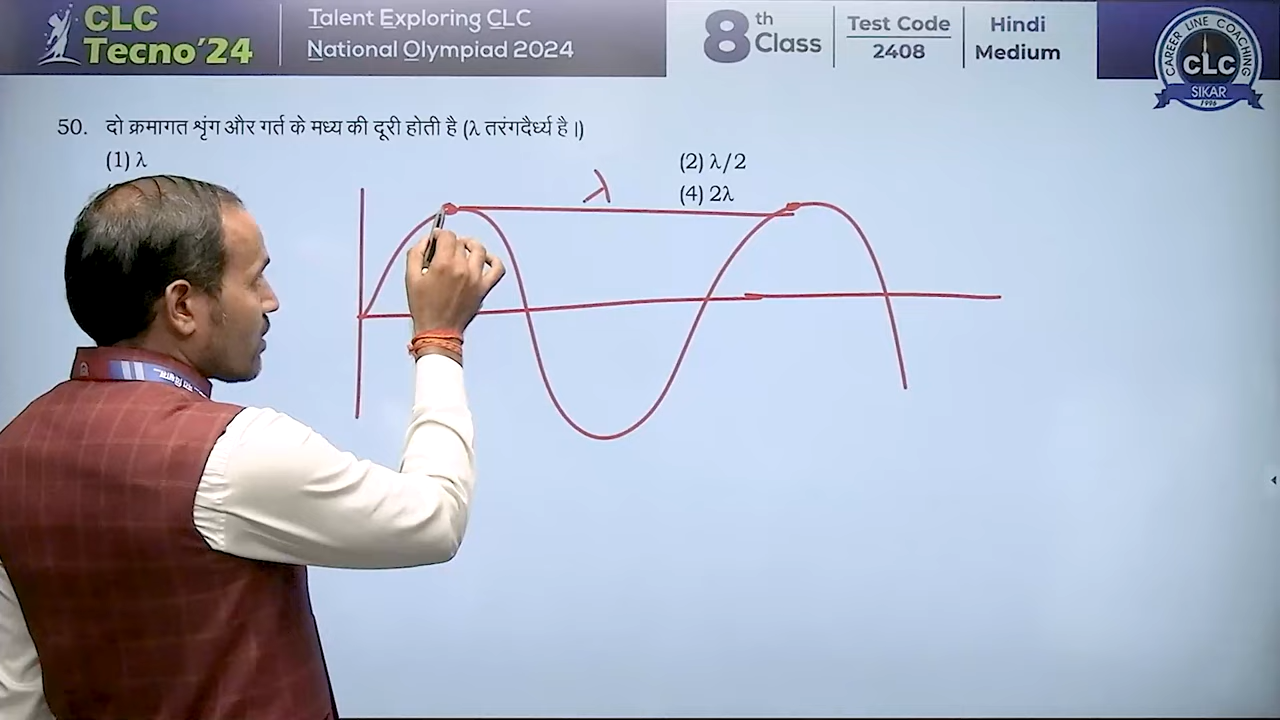 CLC
Tecno'24
Talent Exploring CLC
National Olympiad 2024
8th Class
Test Code
2408
Hindi
Medium
CAREER LINE COACHING
CLC
SIKAR
1996
50. दो क्रमागत शृंग और गर्त के मध्य की दूरी होती है (λ तरंगदैर्ध्य है।)
(1) λ (2) λ/2
(4) 2λ
λ